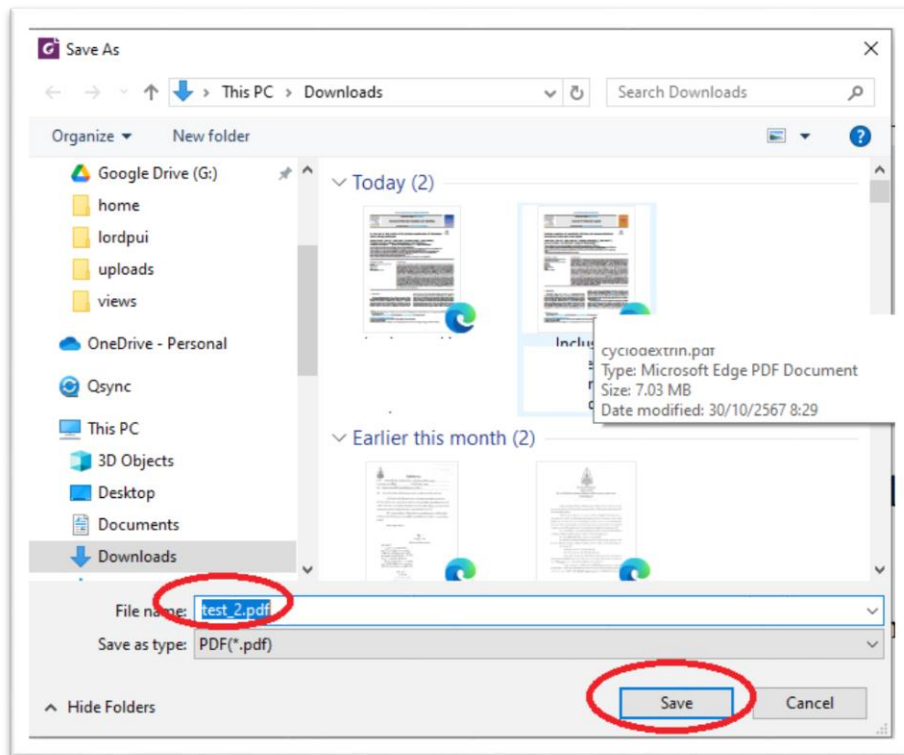 Save As
This PC > Downloads
Search Downloads
Organize
New folder
Google Drive (G:)
home
lordpui
uploads
views
OneDrive - Personal
Qsync
This PC
3D Objects
Desktop
Documents
Downloads
Today (2)
Inclus
cyclodextrin.pdf
Type: Microsoft Edge PDF Document
Size: 7.03 MB
Date modified: 30/10/2567 8:29
Earlier this month (2)
File name: test_2.pdf
Save as type: PDF(*.pdf)
Hide Folders
Save
Cancel